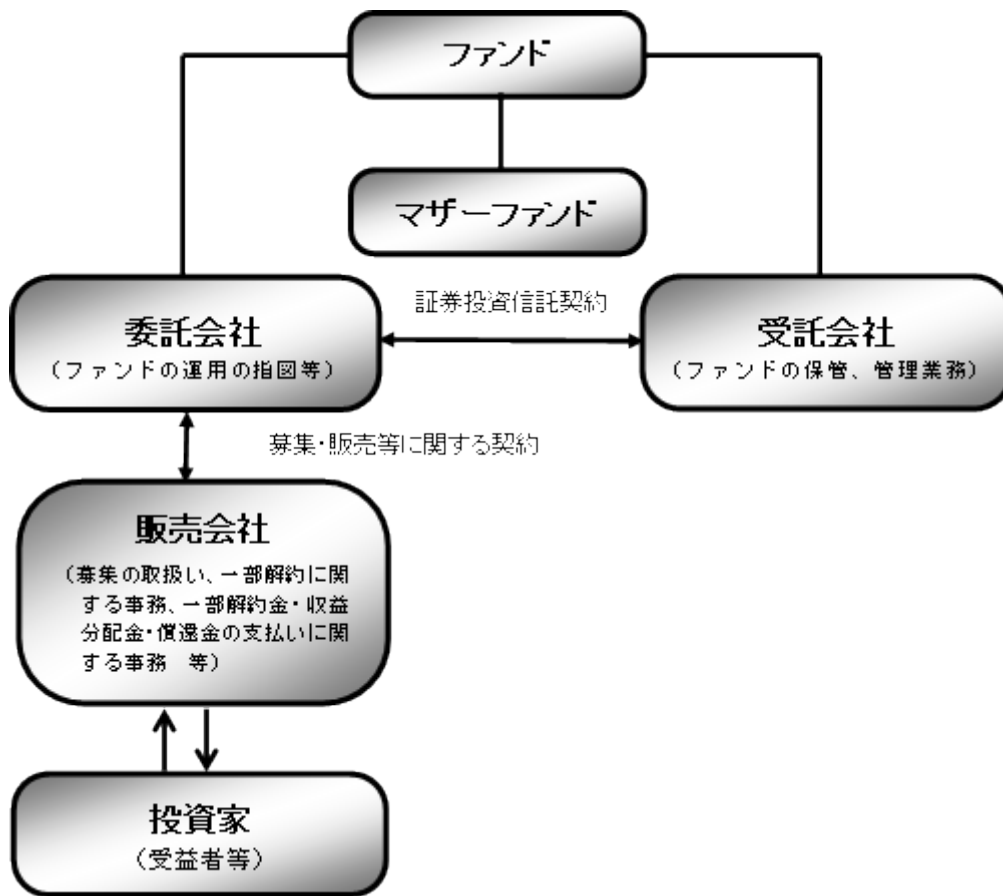 ファンド
マザーファンド
証券投資信託契約
委託会社
（ファンドの運用の指図等）
受託会社
（ファンドの保管、管理業務）
募集・販売等に関する契約
販売会社
（募集の取扱い、一部解約に関
する事務、一部解約金・収益
分配金・償還金の支払いに関
する事務　等）
投資家
（受益者等）